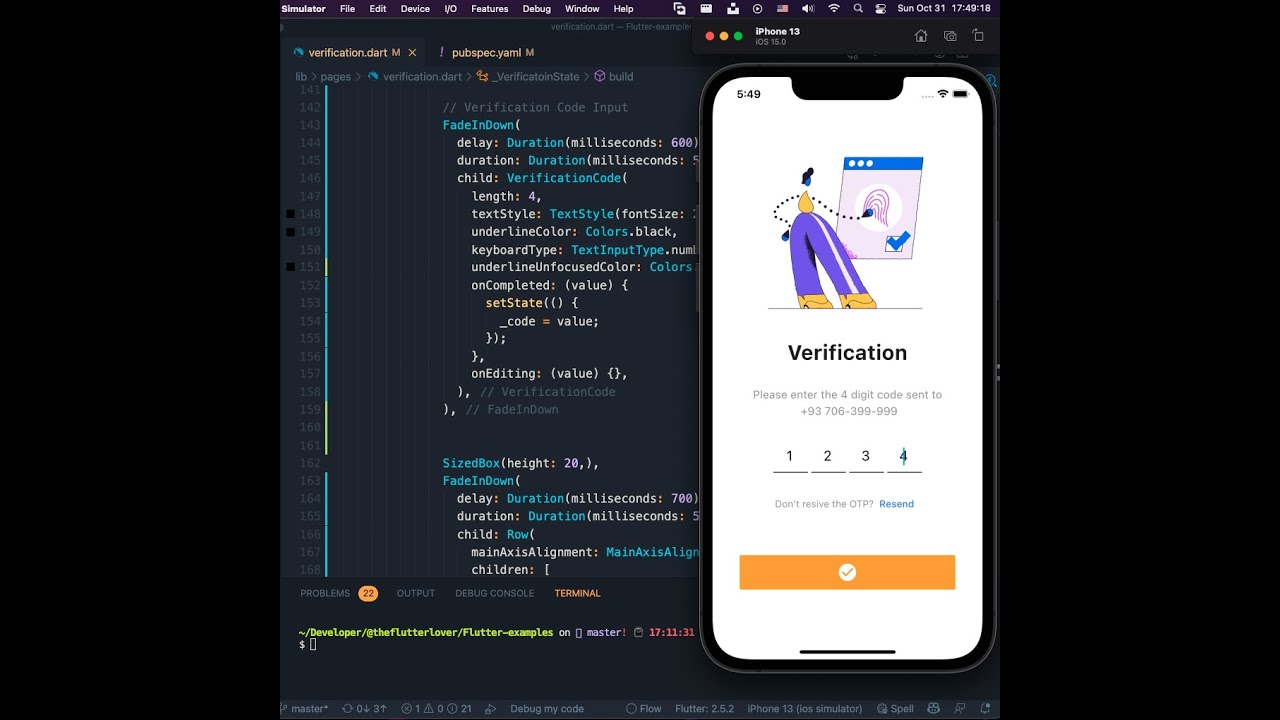 Simulator File Edit Device I/O Features Debug Window Help Sun Oct 31 17:49:18
verification.dart — Flutter-examples
verification.dart M
! pubspec.yaml M
lib > pages > verification.dart > _VerificatoinState > build
141
142 // Verification Code Input
143 FadeInDown(
144 delay: Duration(milliseconds: 600)
145 duration: Duration(milliseconds: 5
146 child: VerificationCode(
147 length: 4,
148 textStyle: TextStyle(fontSize: 2
149 underlineColor: Colors.black,
150 keyboardType: TextInputType.num
151 underlineUnfocusedColor: Colors
152 onCompleted: (value) {
153 setState(() {
154 _code = value;
155 });
156 },
157 onEditing: (value) {},
158 ), // VerificationCode
159 ), // FadeInDown
160
161
162 SizedBox(height: 20,),
163 FadeInDown(
164 delay: Duration(milliseconds: 700)
165 duration: Duration(milliseconds: 5
166 child: Row(
167 mainAxisAlignment: MainAxisAlign
168 children: [
PROBLEMS 22 OUTPUT DEBUG CONSOLE TERMINAL
~/Developer/@theflutterlover/Flutter-examples on master! 17:11:31
$
master* 0↓ 3↑ 1 0 21 Debug my code Flow Flutter: 2.5.2 iPhone 13 (ios simulator) Spell
iPhone 13
iOS 15.0
5:49
Verification
Please enter the 4 digit code sent to
+93 706-399-999
1 2 3 4
Don't resive the OTP? Resend